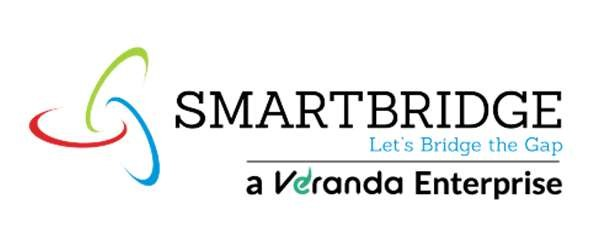 SMARTBRIDGE
Let's Bridge the Gap
a Veranda Enterprise